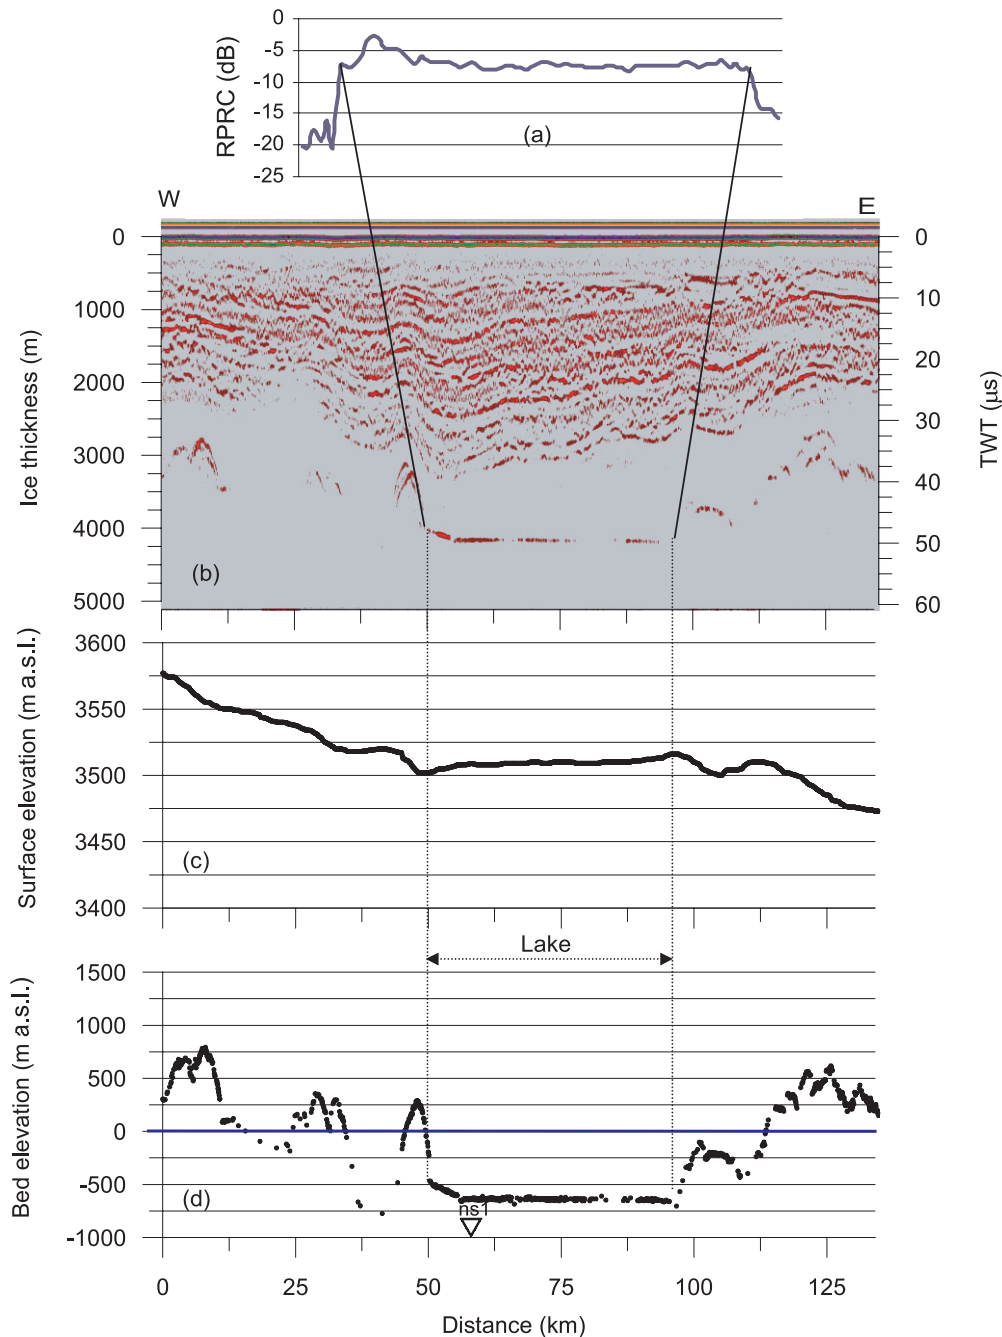 0
-5
-10
-15
-20
-25
RPRC (dB)
(a)
W
E
0
1000
2000
3000
4000
5000
Ice thickness (m)
0
10
20
30
40
50
60
TWT (µs)
(b)
3600
3550
3500
3450
3400
Surface elevation (m a.s.l.)
(c)
Lake
1500
1000
500
0
-500
-1000
Bed elevation (m a.s.l.)
(d)
ns1
0 25 50 75 100 125
Distance (km)